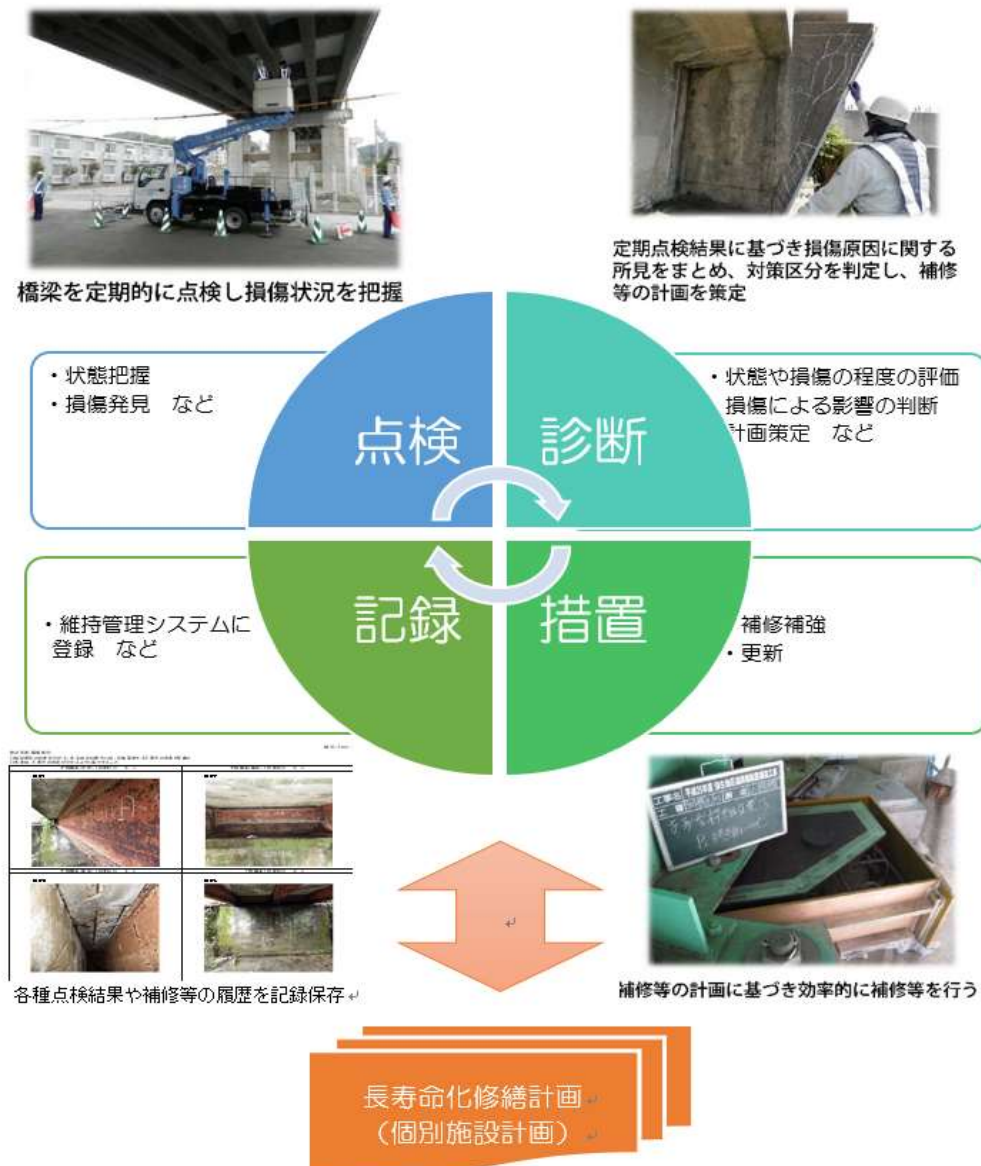 橋梁を定期的に点検し損傷状況を把握
定期点検結果に基づき損傷原因に関する
所見をまとめ、対策区分を判定し、補修
等の計画を策定
・状態把握
・損傷発見　など
点検
診断
・状態や損傷の程度の評価
損傷による影響の判断
計画策定　など
・維持管理システムに
登録　など
記録
措置
補修補強
・更新
各種点検結果や補修等の履歴を記録保存
工事名
補修等の計画に基づき効率的に補修等を行う
長寿命化修繕計画
（個別施設計画）